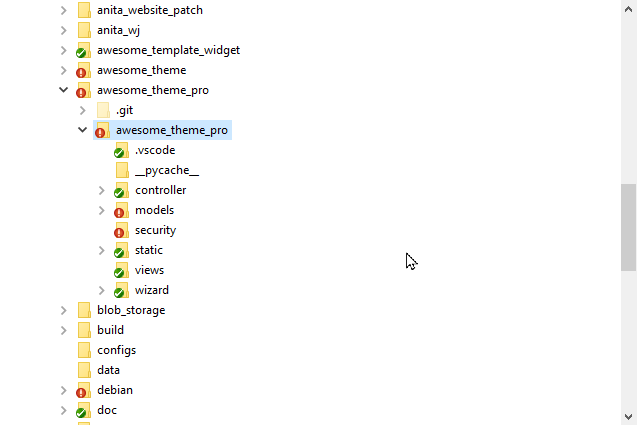 anita_website_patch
anita_wj
awesome_template_widget
awesome_theme
awesome_theme_pro
.git
awesome_theme_pro
.vscode
__pycache__
controller
models
security
static
views
wizard
blob_storage
build
configs
data
debian
doc